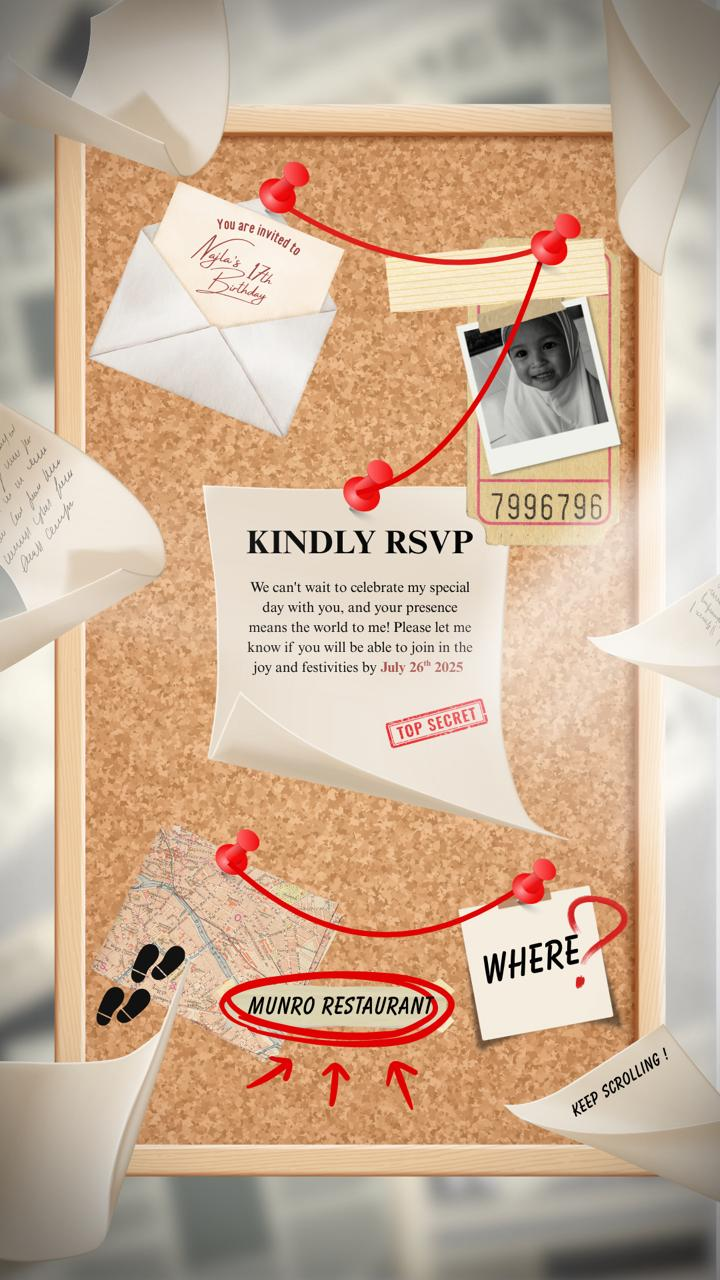 You are invited to
Najla's 17th
Birthday
7996796
KINDLY RSVP
We can't wait to celebrate my special
day with you, and your presence
means the world to me! Please let me
know if you will be able to join in the
joy and festivities by July 26th 2025
TOP SECRET
WHERE?
MUNRO RESTAURANT
KEEP SCROLLING !